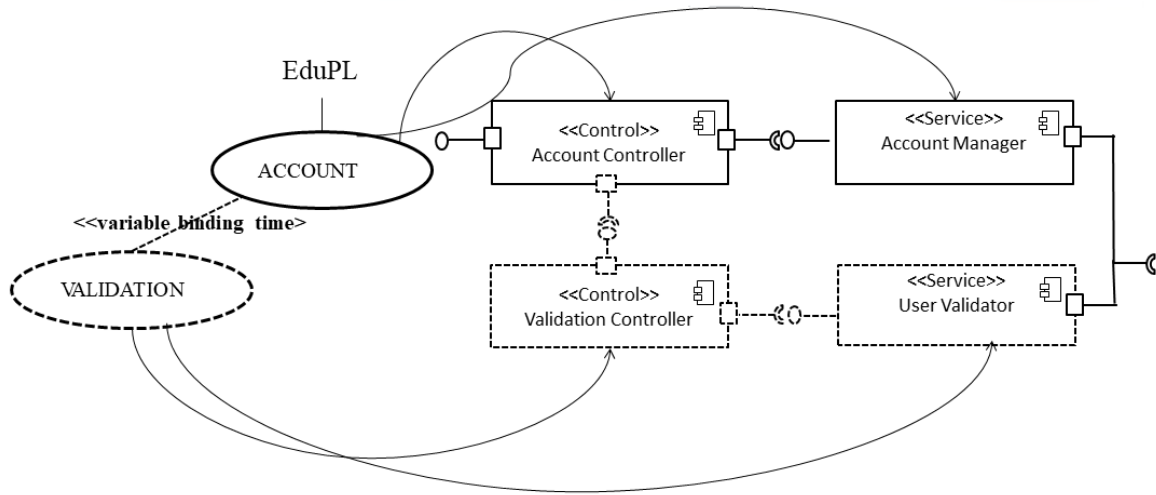 EduPL
ACCOUNT
<<variable binding time>
VALIDATION
<<Control>>
Account Controller
<<Service>>
Account Manager
<<Control>>
Validation Controller
<<Service>>
User Validator